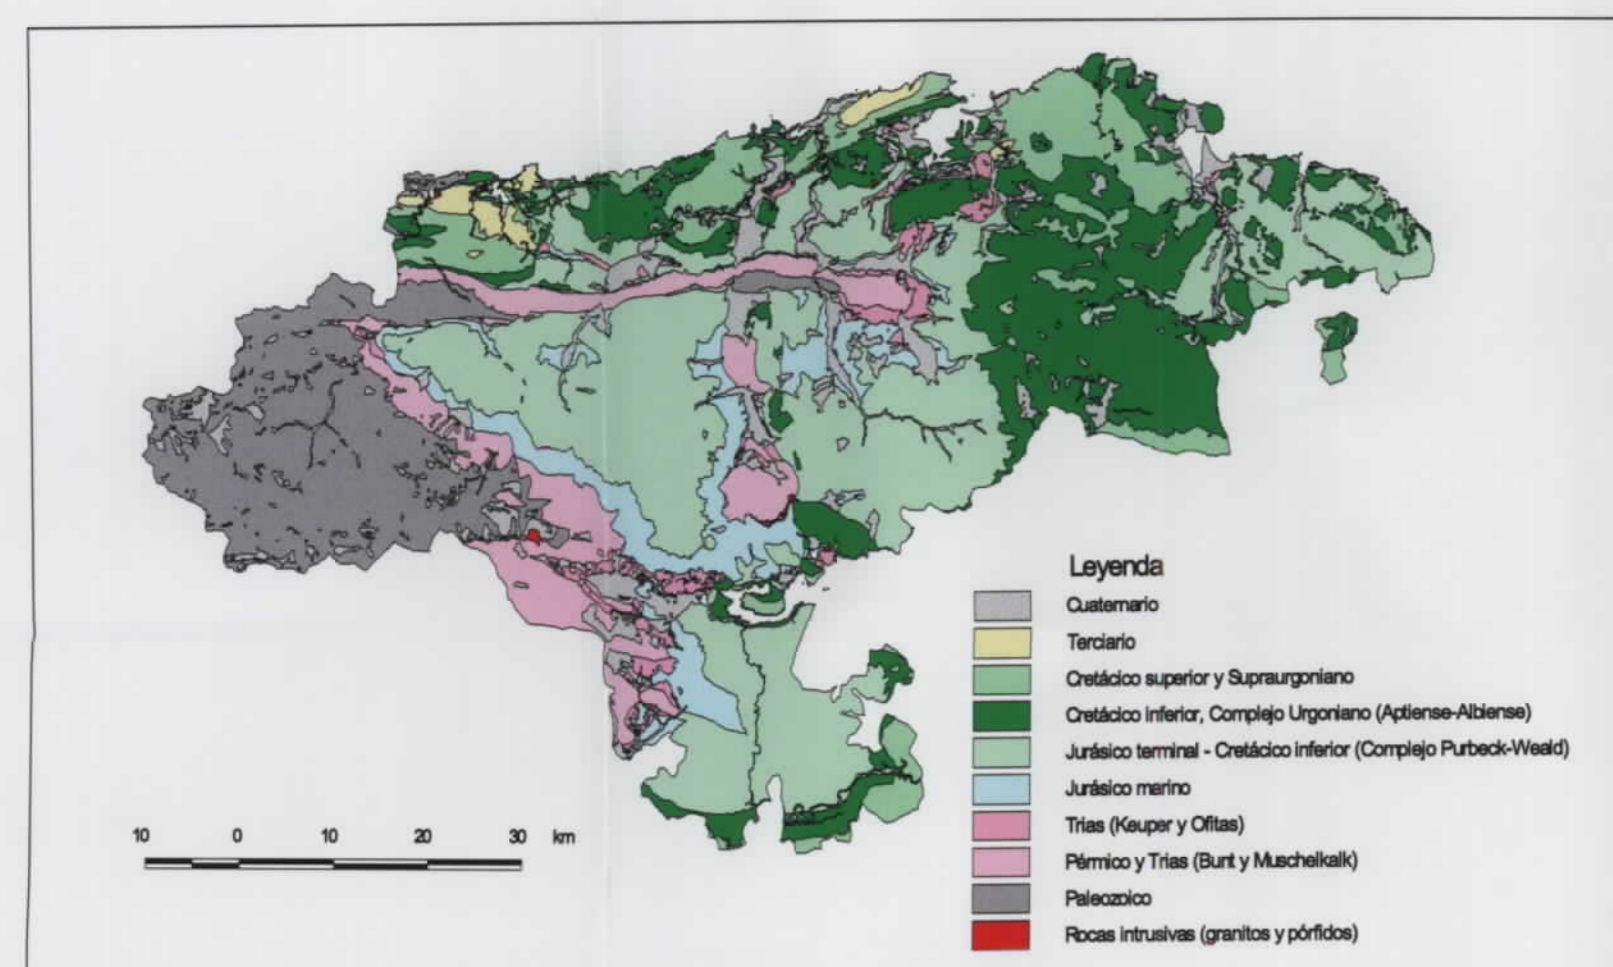 Leyenda
Cuaternario
Terciario
Cretácico superior y Supraurgoniano
Cretácico inferior, Complejo Urgoniano (Aptiense-Albiense)
Jurásico terminal - Cretácico inferior (Complejo Purbeck-Weald)
Jurásico marino
Trias (Keuper y Ofitas)
Pérmico y Trias (Bunt y Muschelkalk)
Paleozoico
Rocas intrusivas (granitos y pórfidos)
10 0 10 20 30 km